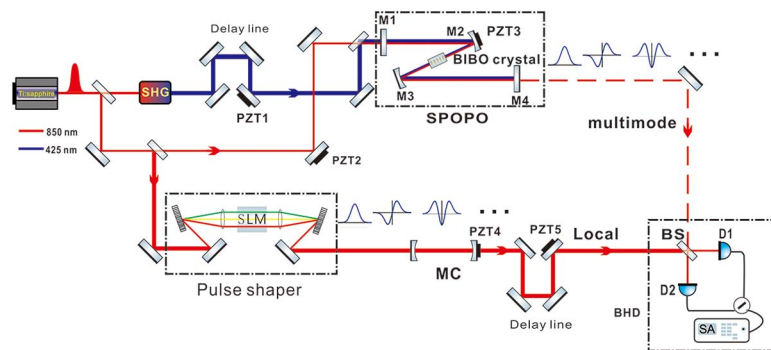 Delay line
M1
M2
PZT3
Ti:sapphire
SHG
BIBO crystal
M3
M4
PZT1
SPOPO
850 nm
425 nm
PZT2
multimode
SLM
PZT4
PZT5
Local
BS
D1
MC
D2
Pulse shaper
Delay line
BHD
SA